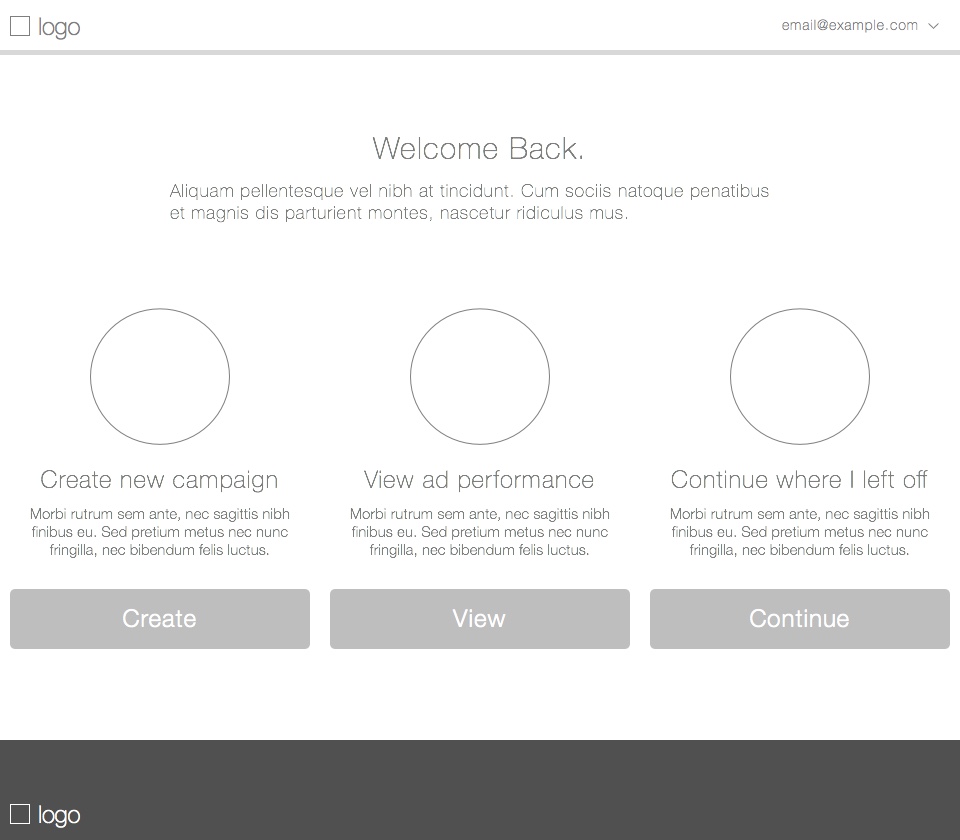 logo
email@example.com
Welcome Back.
Aliquam pellentesque vel nibh at tincidunt. Cum sociis natoque penatibus
et magnis dis parturient montes, nascetur ridiculus mus.
Create new campaign
Morbi rutrum sem ante, nec sagittis nibh
finibus eu. Sed pretium metus nec nunc
fringilla, nec bibendum felis luctus.
Create
View ad performance
Morbi rutrum sem ante, nec sagittis nibh
finibus eu. Sed pretium metus nec nunc
fringilla, nec bibendum felis luctus.
View
Continue where I left off
Morbi rutrum sem ante, nec sagittis nibh
finibus eu. Sed pretium metus nec nunc
fringilla, nec bibendum felis luctus.
Continue
logo